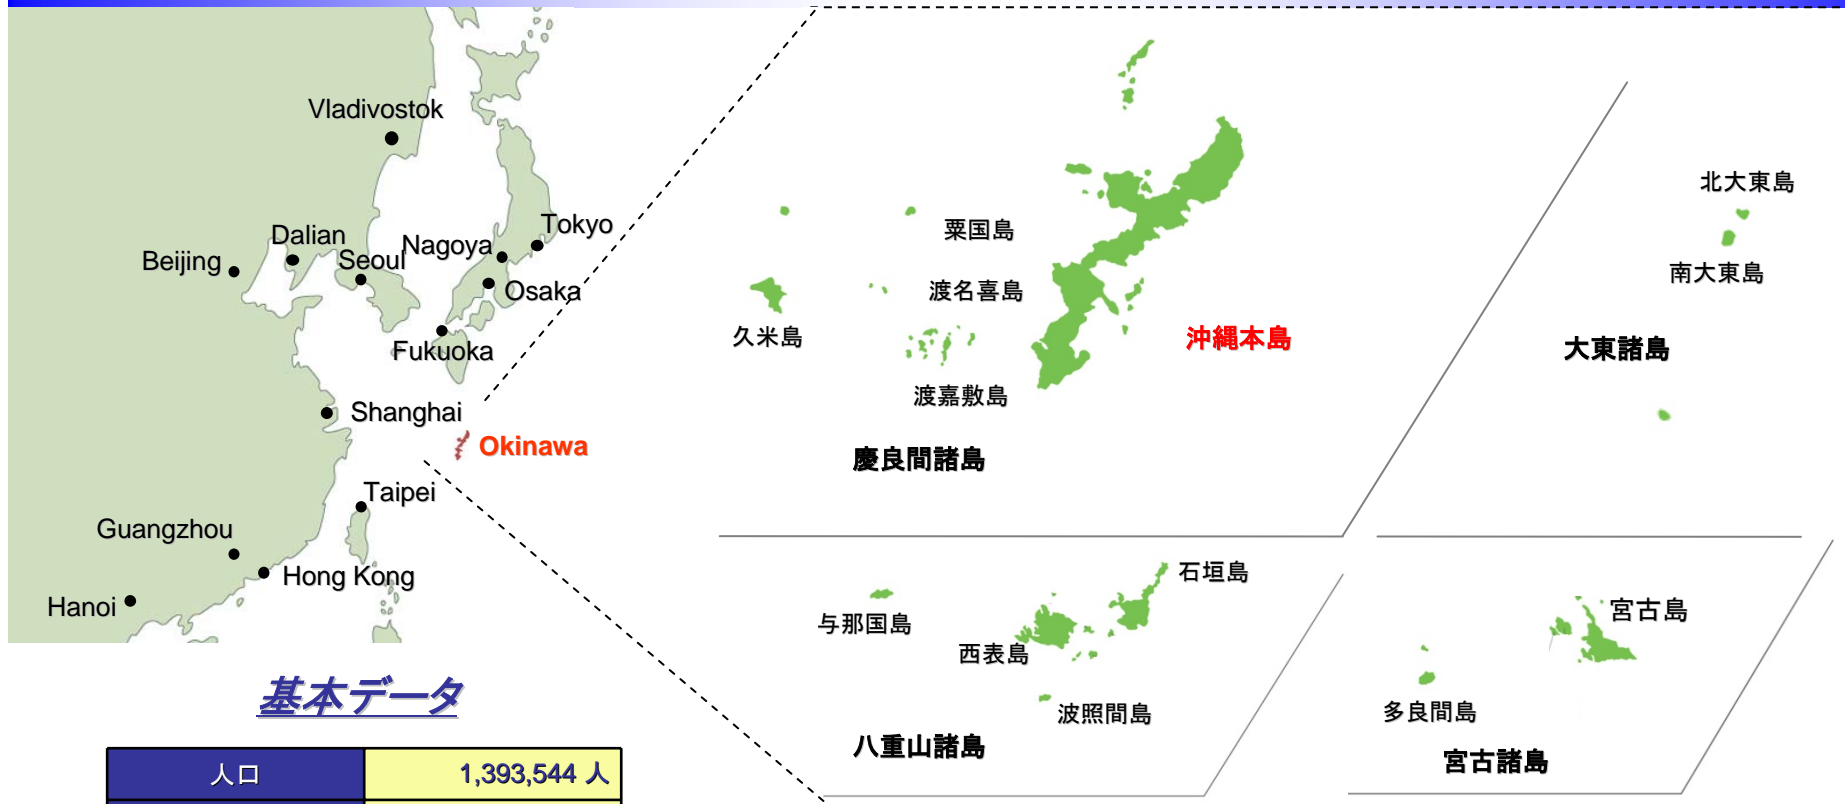 Vladivostok
Dalian
Beijing
Seoul
Nagoya
Tokyo
Osaka
Fukuoka
Shanghai
Okinawa
Taipei
Guangzhou
Hong Kong
Hanoi
粟国島
渡名喜島
久米島
渡嘉敷島
沖縄本島
慶良間諸島
北大東島
南大東島
大東諸島
石垣島
与那国島
西表島
波照間島
八重山諸島
宮古島
多良間島
宮古諸島
基本データ
人口 1,393,544 人